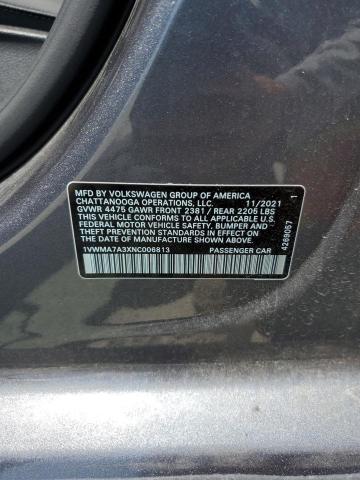 MFD BY VOLKSWAGEN GROUP OF AMERICA
CHATTANOOGA OPERATIONS, LLC. 11/2021
GVWR 4475 GAWR FRONT 2381 / REAR 2205 LBS
THIS VEHICLE CONFORMS TO ALL APPLICABLE U.S.
FEDERAL MOTOR VEHICLE SAFETY, BUMPER AND
THEFT PREVENTION STANDARDS IN EFFECT ON
THE DATE OF MANUFACTURE SHOWN ABOVE.
1VWMA7A3XNC006813 PASSENGER CAR
4269067 1